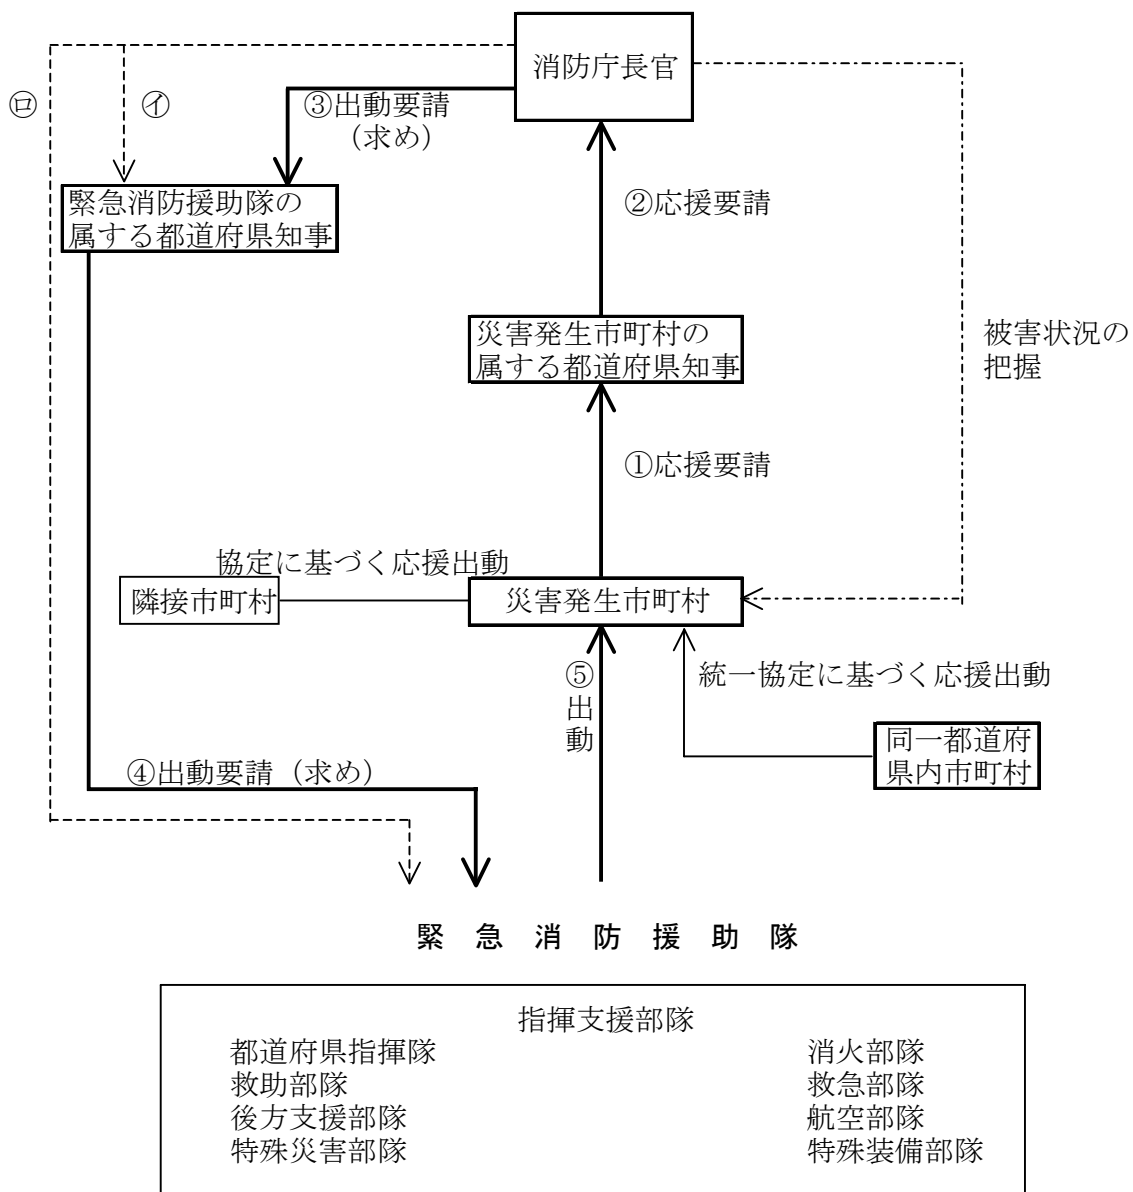 消防庁長官
㋺
㋑
③出動要請
(求め)
緊急消防援助隊の
属する都道府県知事
②応援要請
災害発生市町村の
属する都道府県知事
被害状況の
把握
①応援要請
協定に基づく応援出動
隣接市町村
災害発生市町村
⑤出動
統一協定に基づく応援出動
同一都道府
県内市町村
④出動要請（求め）
緊急消防援助隊
指揮支援部隊
都道府県指揮隊
消火部隊
救助部隊
救急部隊
後方支援部隊
航空部隊
特殊災害部隊
特殊装備部隊